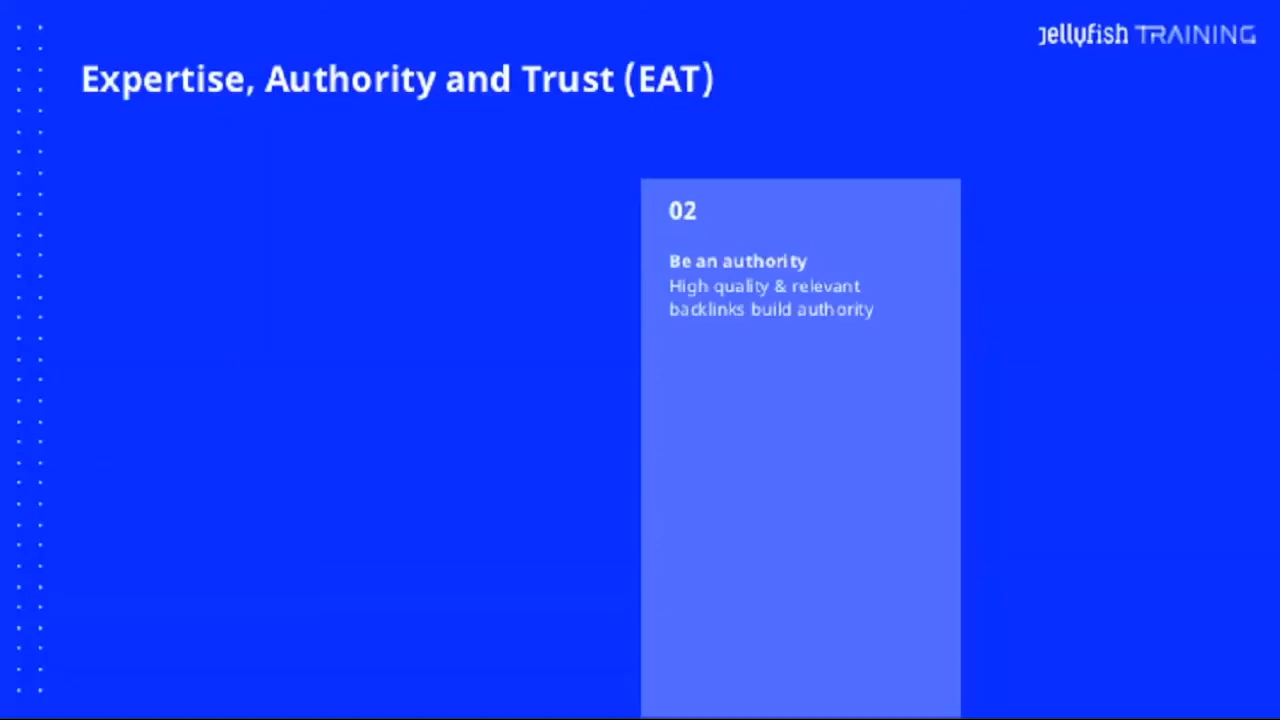 jellyfish TRAINING
Expertise, Authority and Trust (EAT)
02
Be an authority
High quality & relevant
backlinks build authority